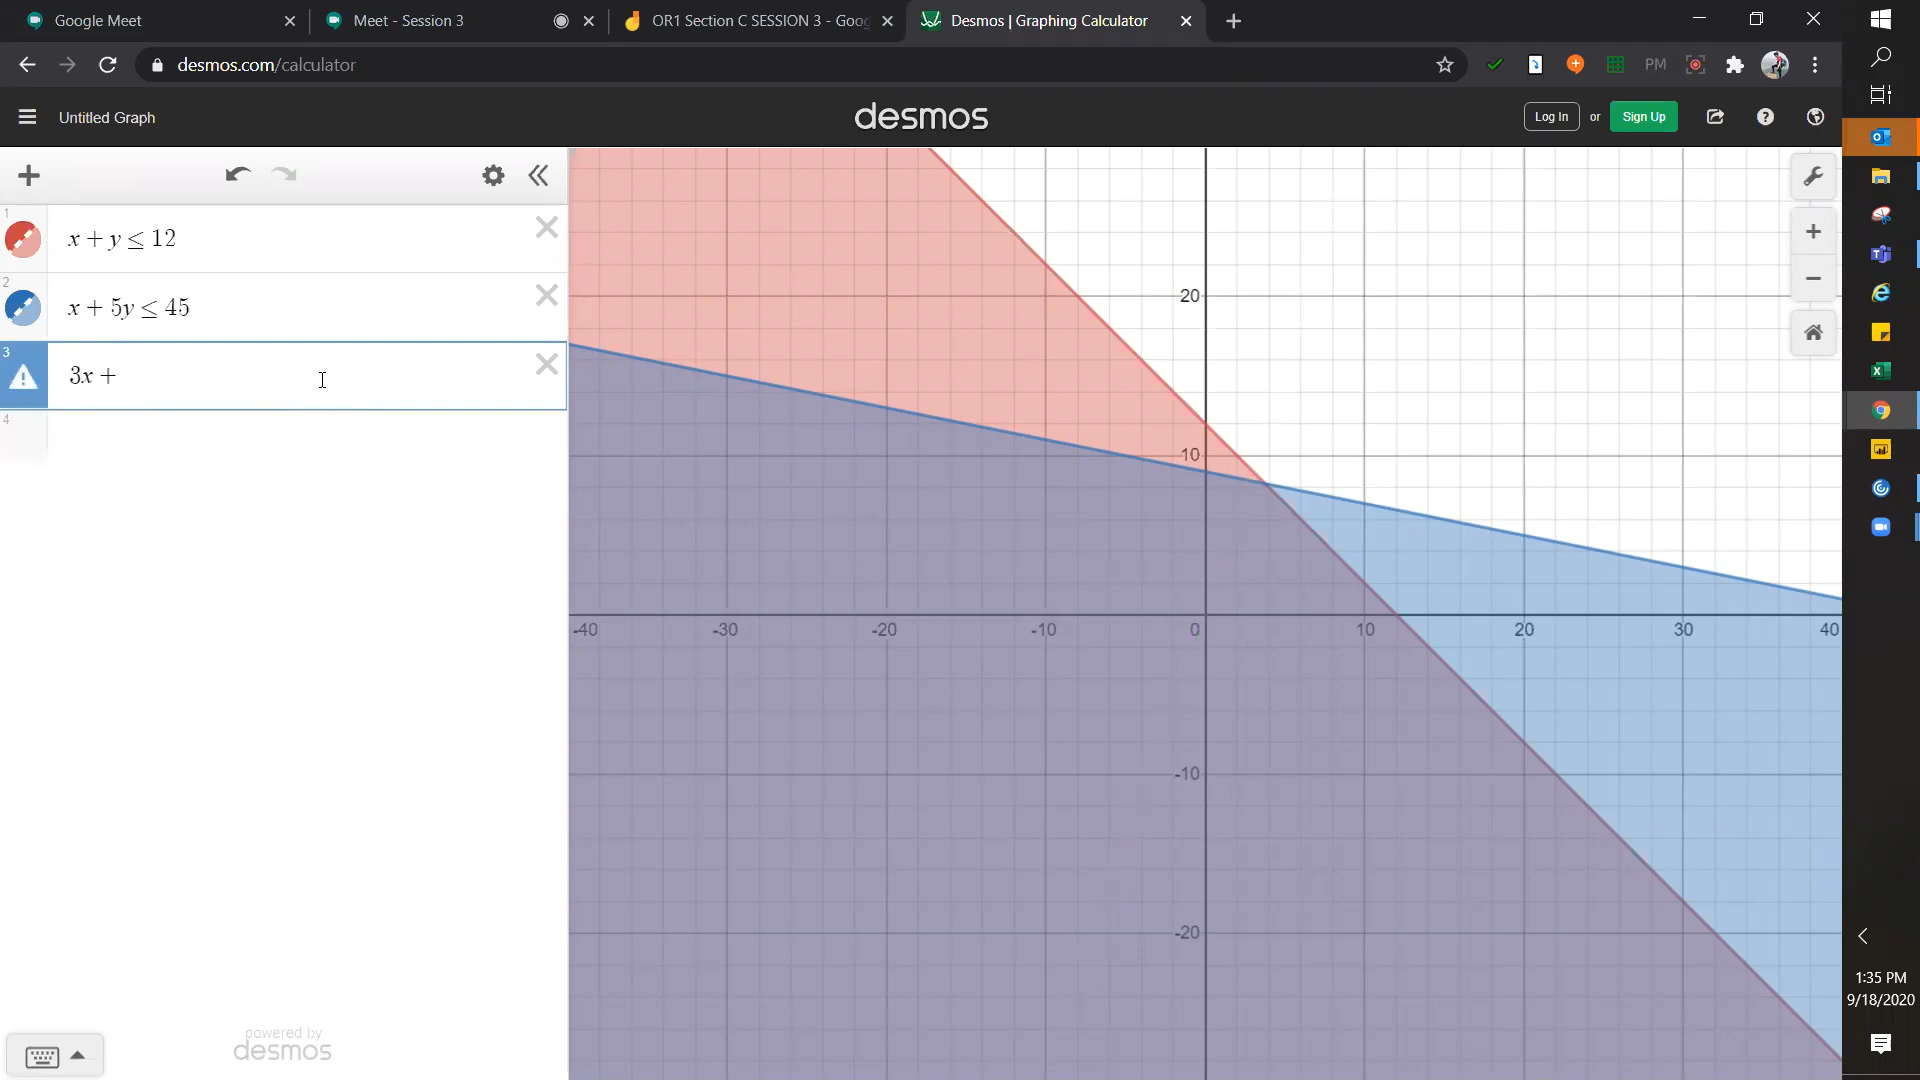 Google Meet
Meet - Session 3
OR1 Section C SESSION 3 - Goog
Desmos | Graphing Calculator
desmos.com/calculator
PM
Untitled Graph
desmos
Log In or Sign Up
1
x + y ≤ 12
2
x + 5y ≤ 45
3
3x +
4
20
10
-40 -30 -20 -10 0 10 20 30 40
-10
-20
powered by
desmos
1:35 PM
9/18/2020